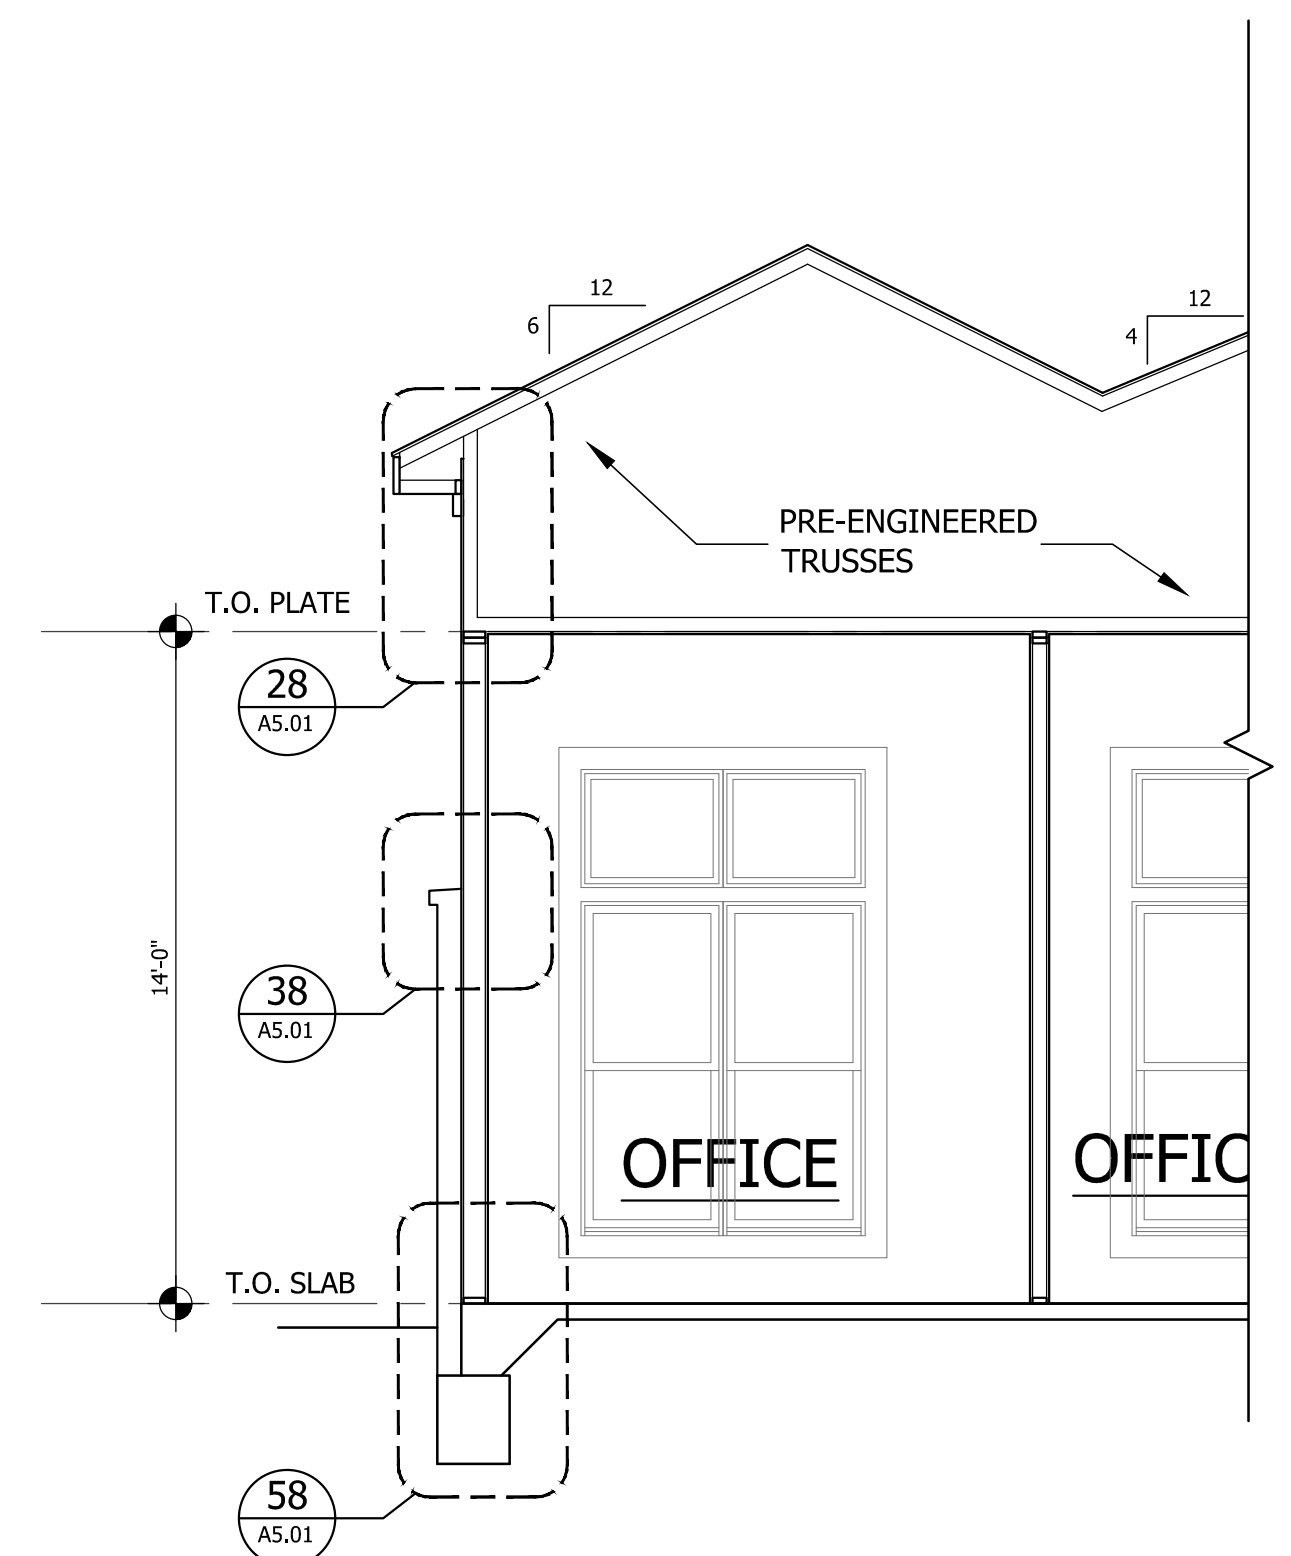 12
6
12
4
PRE-ENGINEERED
TRUSSES
T.O. PLATE
28
A5.01
14'-0"
38
A5.01
OFFICE
OFFIC
T.O. SLAB
58
A5.01